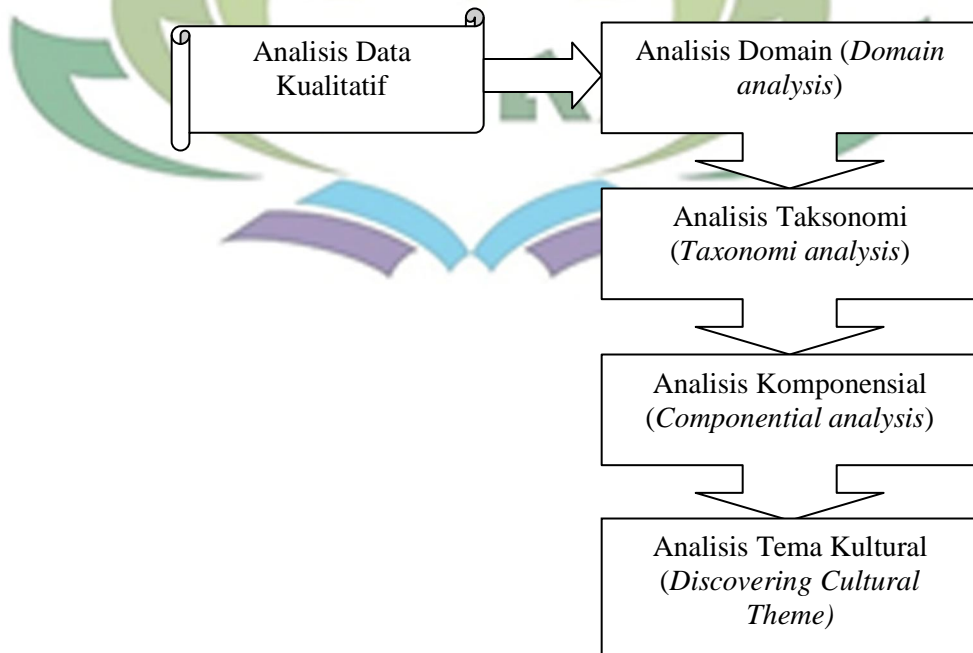 Analisis Data
Kualitatif
Analisis Domain (Domain
analysis)
Analisis Taksonomi
(Taxonomi analysis)
Analisis Komponensial
(Componential analysis)
Analisis Tema Kultural
(Discovering Cultural
Theme)